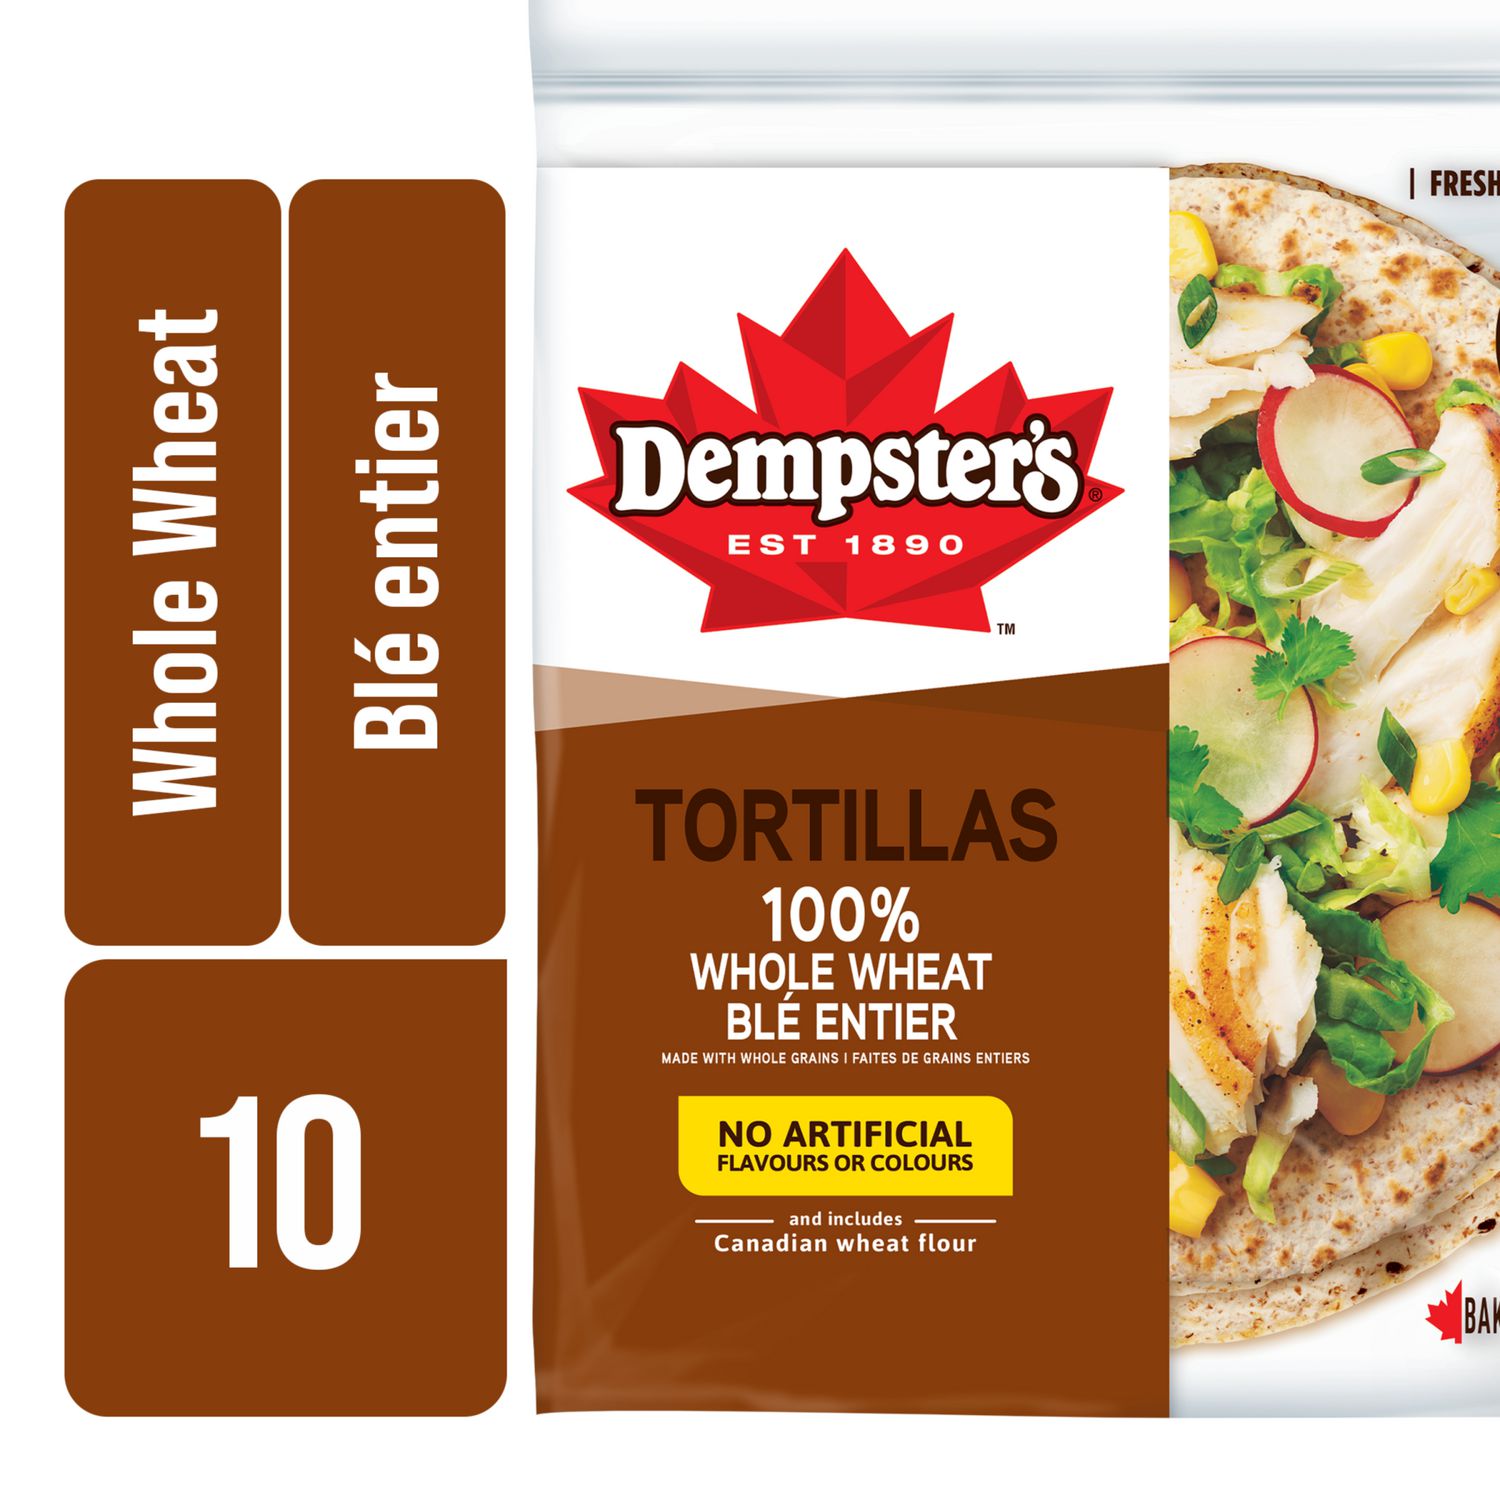 Whole Wheat
Blé entier
10
Dempster's®
EST 1890
TM
TORTILLAS
100%
WHOLE WHEAT
BLÉ ENTIER
MADE WITH WHOLE GRAINS | FAITES DE GRAINS ENTIERS
NO ARTIFICIAL
FLAVOURS OR COLOURS
and includes
Canadian wheat flour
| FRESH
BAK